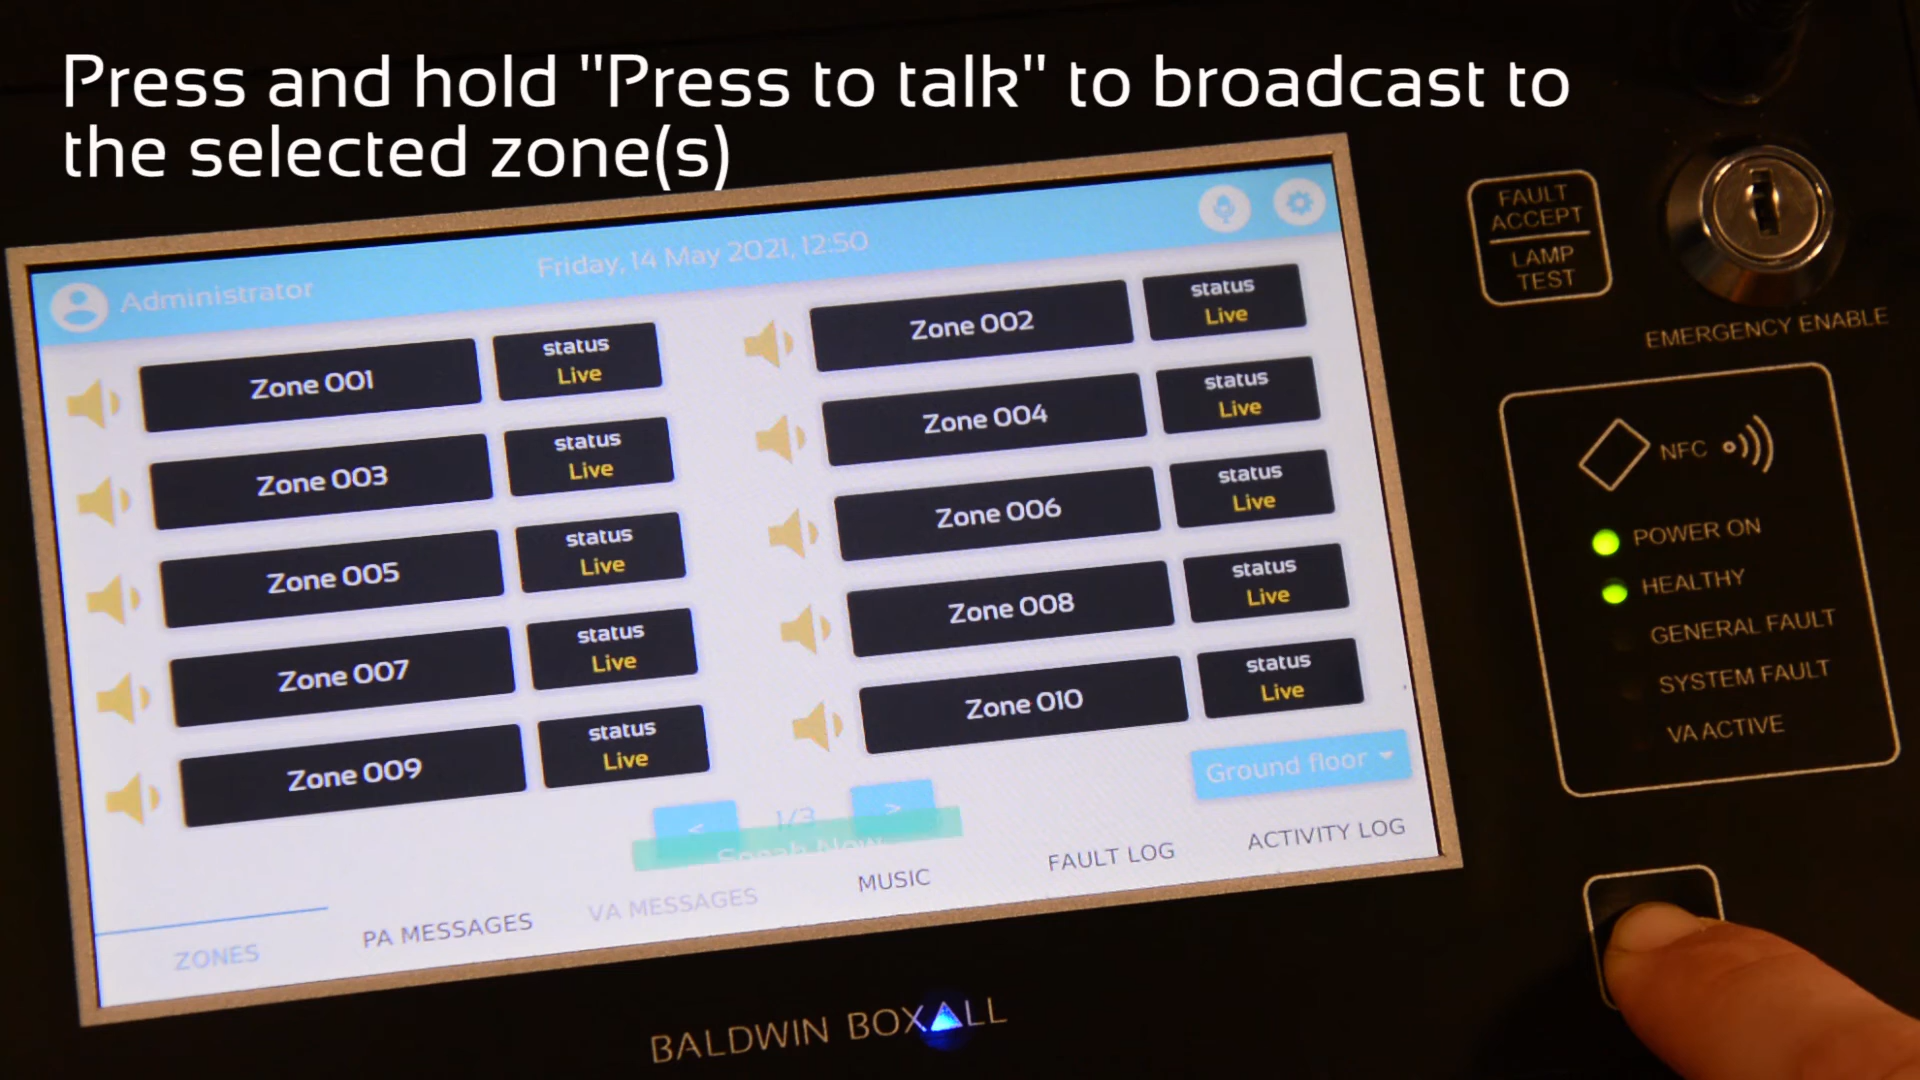 Press and hold "Press to talk" to broadcast to
the selected zone(s)
Administrator
Friday, 14 May 2021, 12:50
Zone 001
status
Live
Zone 002
status
Live
Zone 003
status
Live
Zone 004
status
Live
Zone 005
status
Live
Zone 006
status
Live
Zone 007
status
Live
Zone 008
status
Live
Zone 009
status
Live
Zone 010
status
Live
Ground floor
< 1/3 >
Speak Now
ZONES
PA MESSAGES
VA MESSAGES
MUSIC
FAULT LOG
ACTIVITY LOG
BALDWIN BOXALL
FAULT
ACCEPT
LAMP
TEST
EMERGENCY ENABLE
NFC
POWER ON
HEALTHY
GENERAL FAULT
SYSTEM FAULT
VA ACTIVE